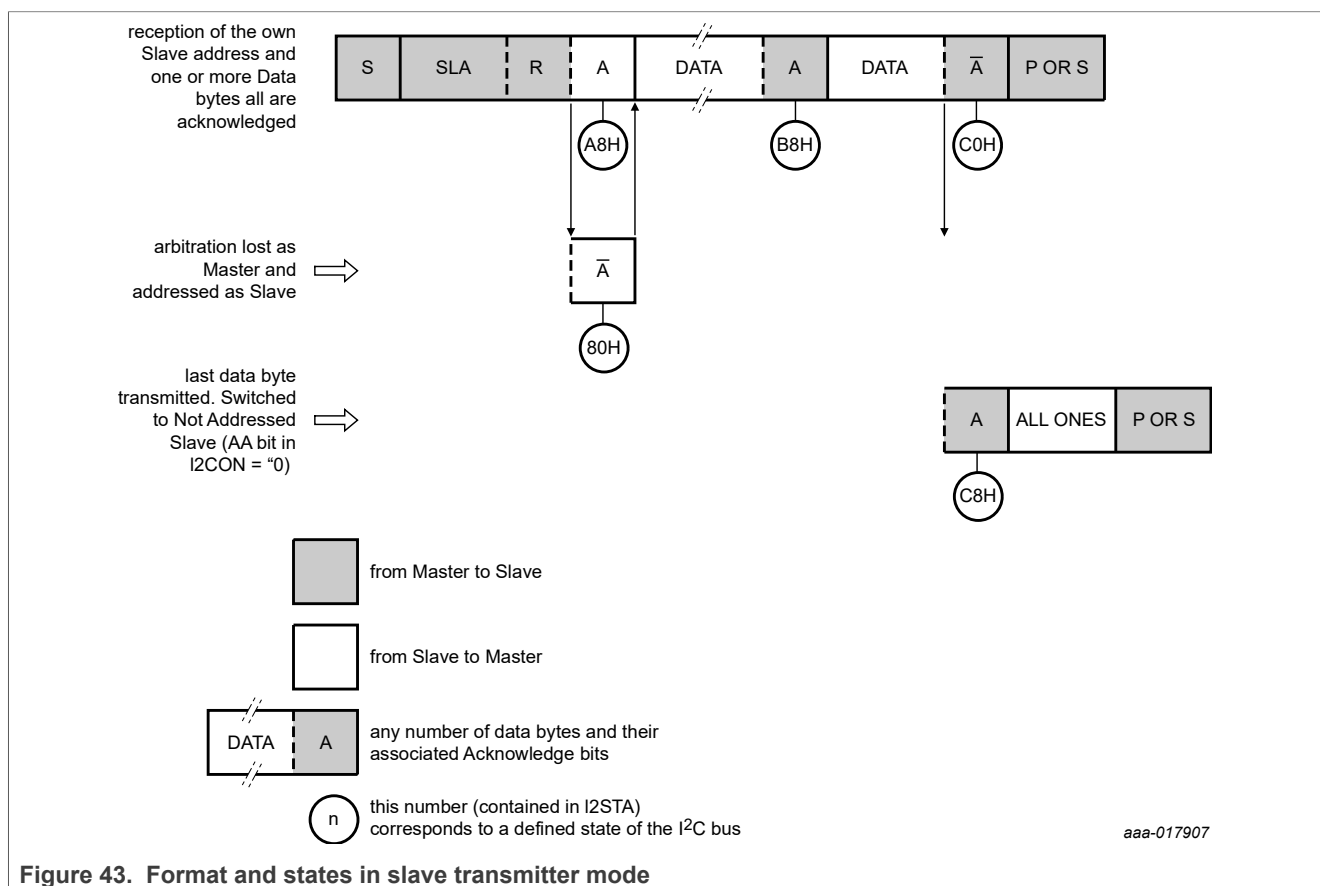 reception of the own
Slave address and
one or more Data
bytes all are
acknowledged
S SLA R A DATA A DATA A̅ P OR S
A8H B8H C0H
arbitration lost as
Master and
addressed as Slave
A̅
80H
last data byte
transmitted. Switched
to Not Addressed
Slave (AA bit in
I2CON = “0)
A ALL ONES P OR S
C8H
from Master to Slave
from Slave to Master
DATA A
any number of data bytes and their
associated Acknowledge bits
n
this number (contained in I2STA)
corresponds to a defined state of the I²C bus
aaa-017907
Figure 43. Format and states in slave transmitter mode